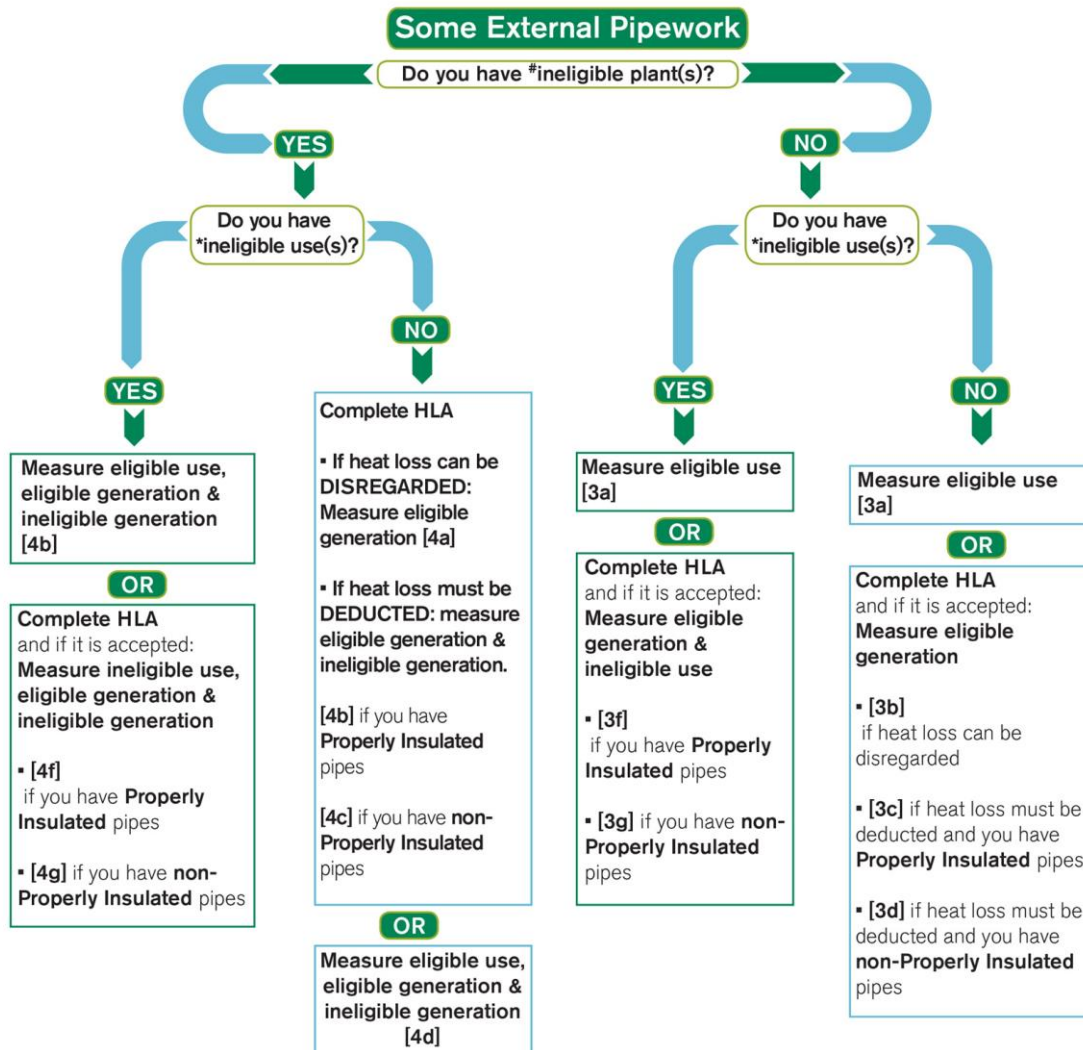 Some External Pipework
Do you have #ineligible plant(s)?
YES
NO
Do you have
*ineligible use(s)?
Do you have
*ineligible use(s)?
YES
NO
YES
NO
Measure eligible use,
eligible generation &
ineligible generation
[4b]
OR
Complete HLA
and if it is accepted:
Measure ineligible use,
eligible generation &
ineligible generation
▪ [4f]
if you have Properly
Insulated pipes
▪ [4g] if you have non-
Properly Insulated pipes
Complete HLA
▪ If heat loss can be
DISREGARDED:
Measure eligible
generation [4a]
▪ If heat loss must be
DEDUCTED: measure
eligible generation &
ineligible generation.
[4b] if you have
Properly Insulated
pipes
[4c] if you have non-
Properly Insulated
pipes
OR
Measure eligible use,
eligible generation &
ineligible generation
[4d]
Measure eligible use
[3a]
OR
Complete HLA
and if it is accepted:
Measure eligible
generation &
ineligible use
▪ [3f]
if you have Properly
Insulated pipes
▪ [3g] if you have non-
Properly Insulated
pipes
Measure eligible use
[3a]
OR
Complete HLA
and if it is accepted:
Measure eligible
generation
▪ [3b]
if heat loss can be
disregarded
▪ [3c] if heat loss must be
deducted and you have
Properly Insulated pipes
▪ [3d] if heat loss must be
deducted and you have
non-Properly Insulated
pipes